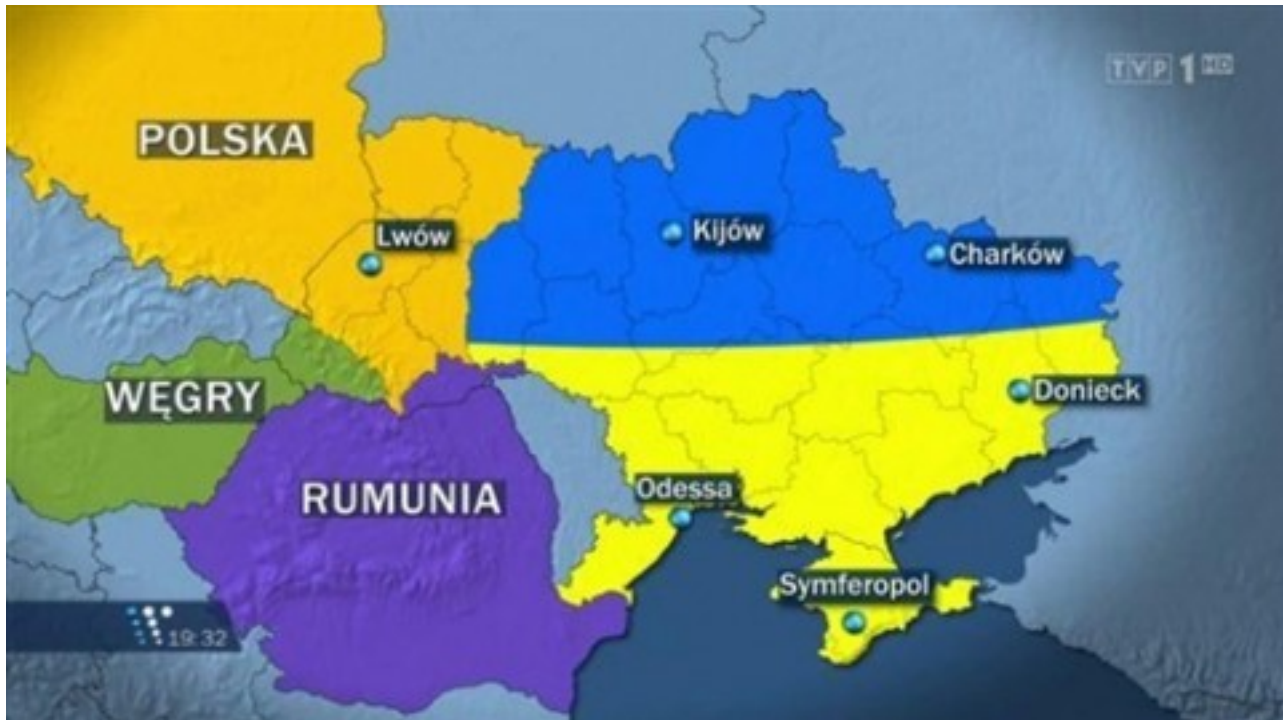 TVP 1 HD
POLSKA
Lwów
Kijów
Charków
WĘGRY
Donieck
RUMUNIA
Odessa
Symferopol
19:32